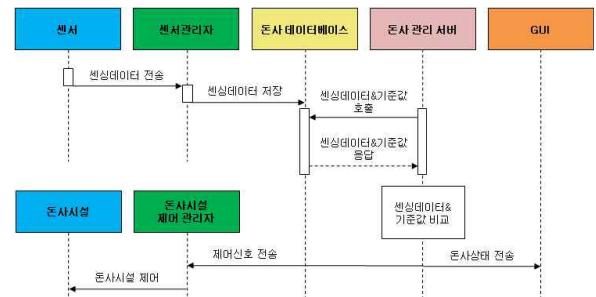 센서
센서관리자
돈사 데이터베이스
돈사 관리 서버
GUI
센싱데이터 전송
센싱데이터 저장
센싱데이터&기준값
호출
센싱데이터&기준값
응답
돈사시설
돈사시설
제어 관리자
센싱데이터&
기준값 비교
제어신호 전송
돈사상태 전송
돈사시설 제어